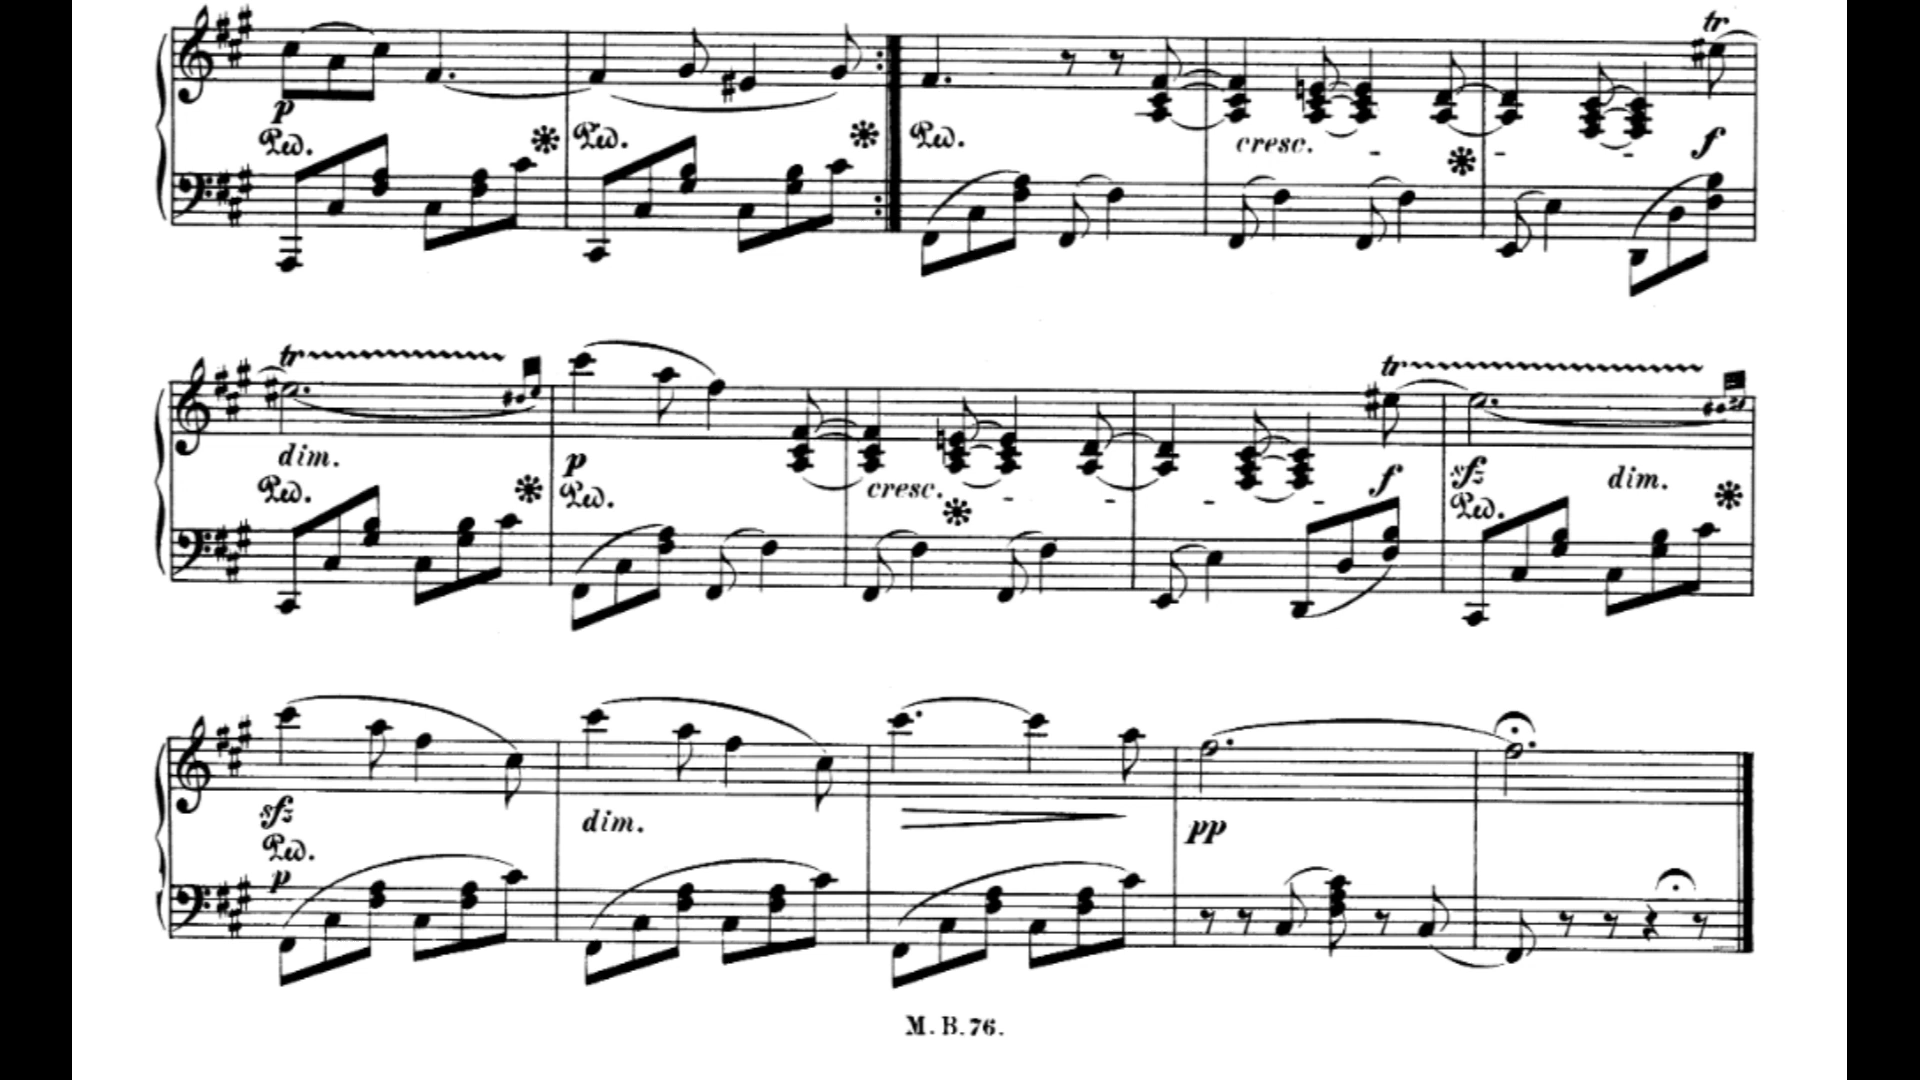 tr
p
Ped. Ped. Ped. cresc. - - - f
tr tr
dim. p cresc. - - - - f sf dim.
Ped. Ped. Ped.
sf dim. pp
Ped.
p
M. B. 76.